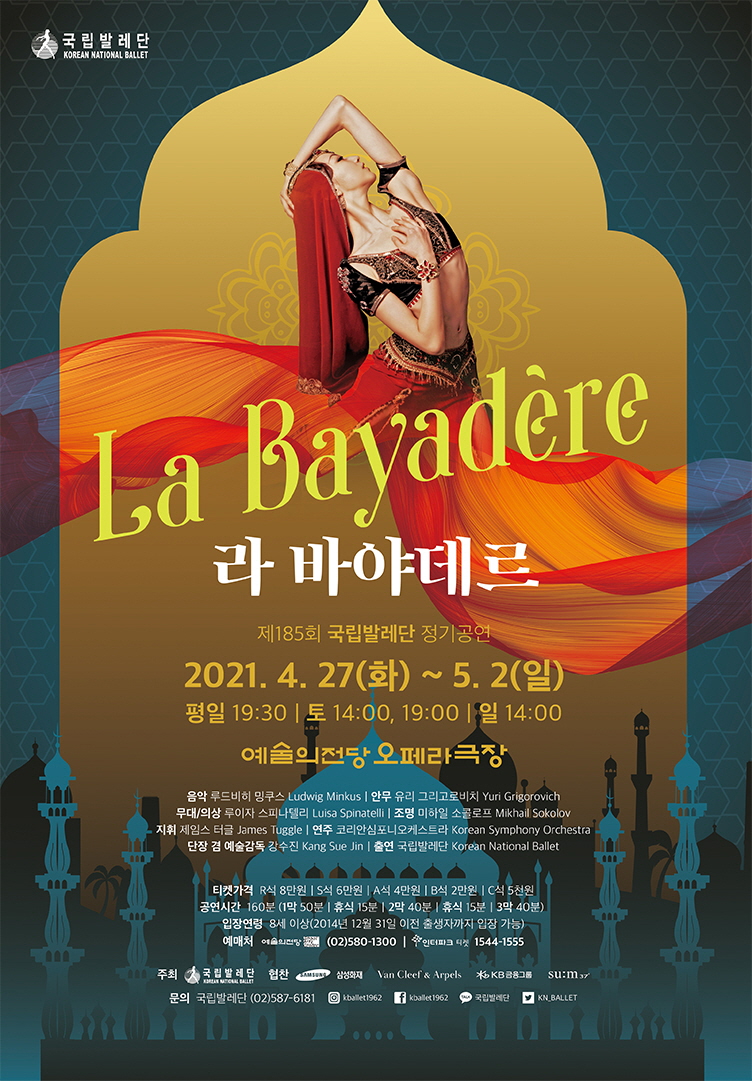 국립발레단
KOREAN NATIONAL BALLET
La Bayadère
라 바야데르
제185회 국립발레단 정기공연
2021. 4. 27(화) ~ 5. 2(일)
평일 19:30 | 토 14:00, 19:00 | 일 14:00
예술의전당 오페라극장
음악 루드비히 밍쿠스 Ludwig Minkus | 안무 유리 그리고로비치 Yuri Grigorovich
무대/의상 루이자 스피나텔리 Luisa Spinatelli | 조명 미하일 소콜로프 Mikhail Sokolov
지휘 제임스 터글 James Tuggle | 연주 코리안심포니오케스트라 Korean Symphony Orchestra
단장 겸 예술감독 강수진 Kang Sue Jin | 출연 국립발레단 Korean National Ballet
티켓가격 R석 8만원 | S석 6만원 | A석 4만원 | B석 2만원 | C석 5천원
공연시간 160분 (1막 50분 | 휴식 15분 | 2막 40분 | 휴식 15분 | 3막 40분)
입장연령 8세 이상(2014년 12월 31일 이전 출생자까지 입장 가능)
예매처 예술의전당 (02)580-1300 | 인터파크 티켓 1544-1555
주최 국립발레단 KOREAN NATIONAL BALLET 협찬 SAMSUNG 삼성화재 Van Cleef & Arpels KB금융그룹 su:m37°
문의 국립발레단 (02)587-6181 kballet1962 kballet1962 TALK 국립발레단 KN_BALLET